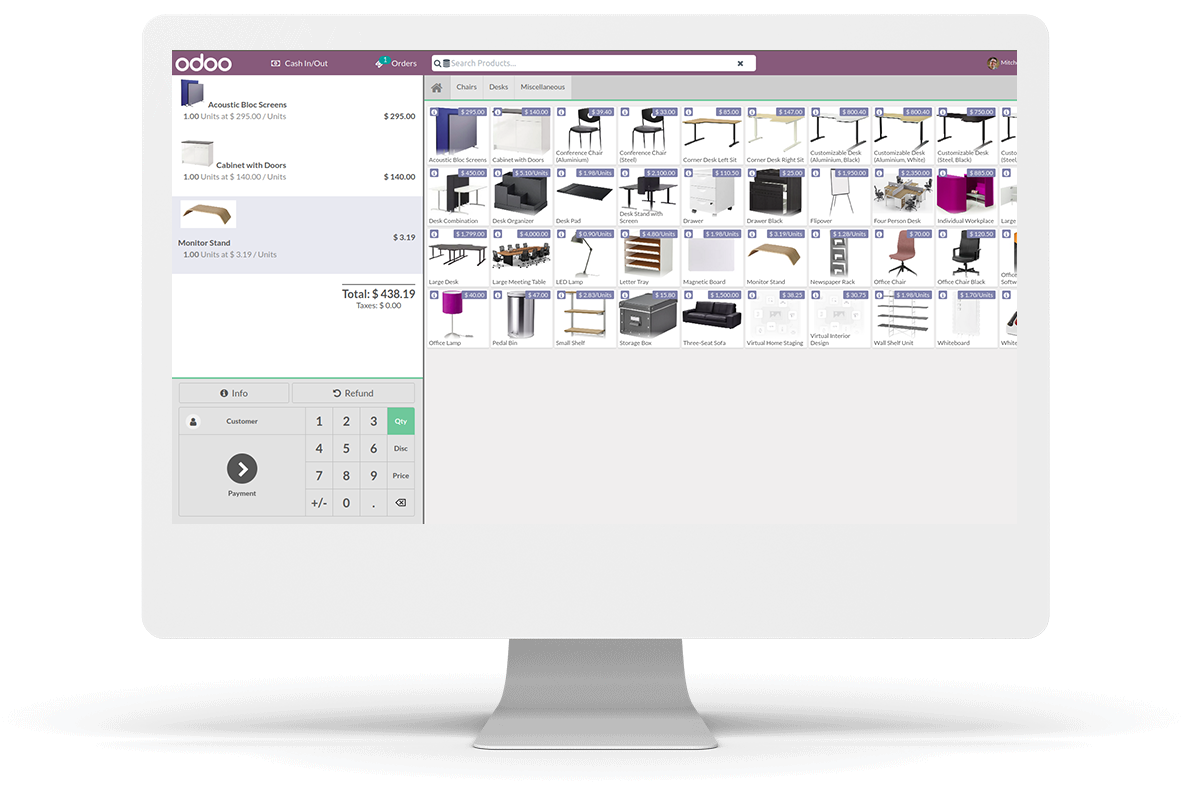 odoo
Cash In/Out
1
Orders
Search Products...
Mitch
Acoustic Bloc Screens
1.00 Units at $ 295.00 / Units
$ 295.00
Cabinet with Doors
1.00 Units at $ 140.00 / Units
$ 140.00
Monitor Stand
$ 3.19
1.00 Units at $ 3.19 / Units
Total: $ 438.19
Taxes: $ 0.00
Info
Refund
Customer
1 2 3 Qty
4 5 6 Disc
7 8 9 Price
+/- 0 .
Payment
Chairs Desks Miscellaneous
$ 295.00
Acoustic Bloc Screens
$ 140.00
Cabinet with Doors
$ 39.40
Conference Chair
(Aluminium)
$ 33.00
Conference Chair
(Steel)
$ 85.00
Corner Desk Left Sit
$ 147.00
Corner Desk Right Sit
$ 800.40
Customizable Desk
(Aluminium, Black)
$ 800.40
Customizable Desk
(Aluminium, White)
$ 750.00
Customizable Desk
(Steel, Black)
Custo
(Steel,
$ 450.00
Desk Combination
$ 5.10/Units
Desk Organizer
$ 1.98/Units
Desk Pad
$ 2,100.00
Desk Stand with
Screen
$ 110.50
Drawer
$ 25.00
Drawer Black
$ 1,950.00
Flipover
$ 2,350.00
Four Person Desk
$ 885.00
Individual Workplace
Large
$ 1,799.00
Large Desk
$ 4,000.00
Large Meeting Table
$ 0.90/Units
LED Lamp
$ 4.80/Units
Letter Tray
$ 1.98/Units
Magnetic Board
$ 3.19/Units
Monitor Stand
$ 1.28/Units
Newspaper Rack
$ 70.00
Office Chair
$ 120.50
Office Chair Black
Office
Softw
$ 40.00
Office Lamp
$ 47.00
Pedal Bin
$ 2.83/Units
Small Shelf
$ 15.80
Storage Box
$ 1,500.00
Three-Seat Sofa
$ 38.25
Virtual Home Staging
$ 30.75
Virtual Interior
Design
$ 1.98/Units
Wall Shelf Unit
$ 1.70/Units
Whiteboard
White